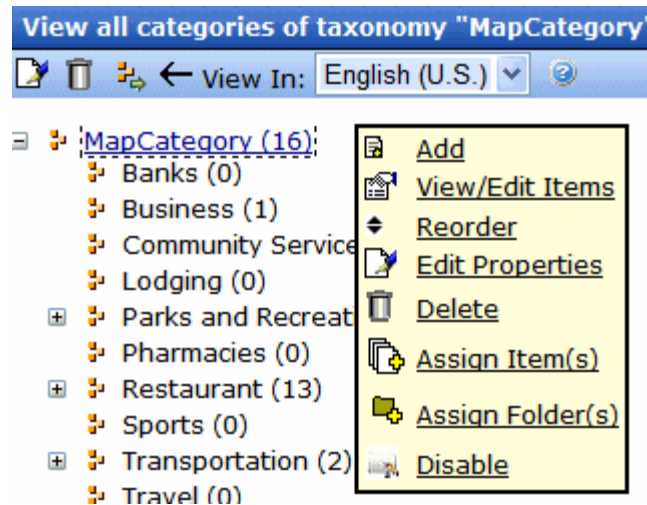 View all categories of taxonomy "MapCategory"
View In: English (U.S.)
MapCategory (16)
Banks (0)
Business (1)
Community Service
Lodging (0)
Parks and Recreati
Pharmacies (0)
Restaurant (13)
Sports (0)
Transportation (2)
Travel (0)
Add
View/Edit Items
Reorder
Edit Properties
Delete
Assign Item(s)
Assign Folder(s)
Disable